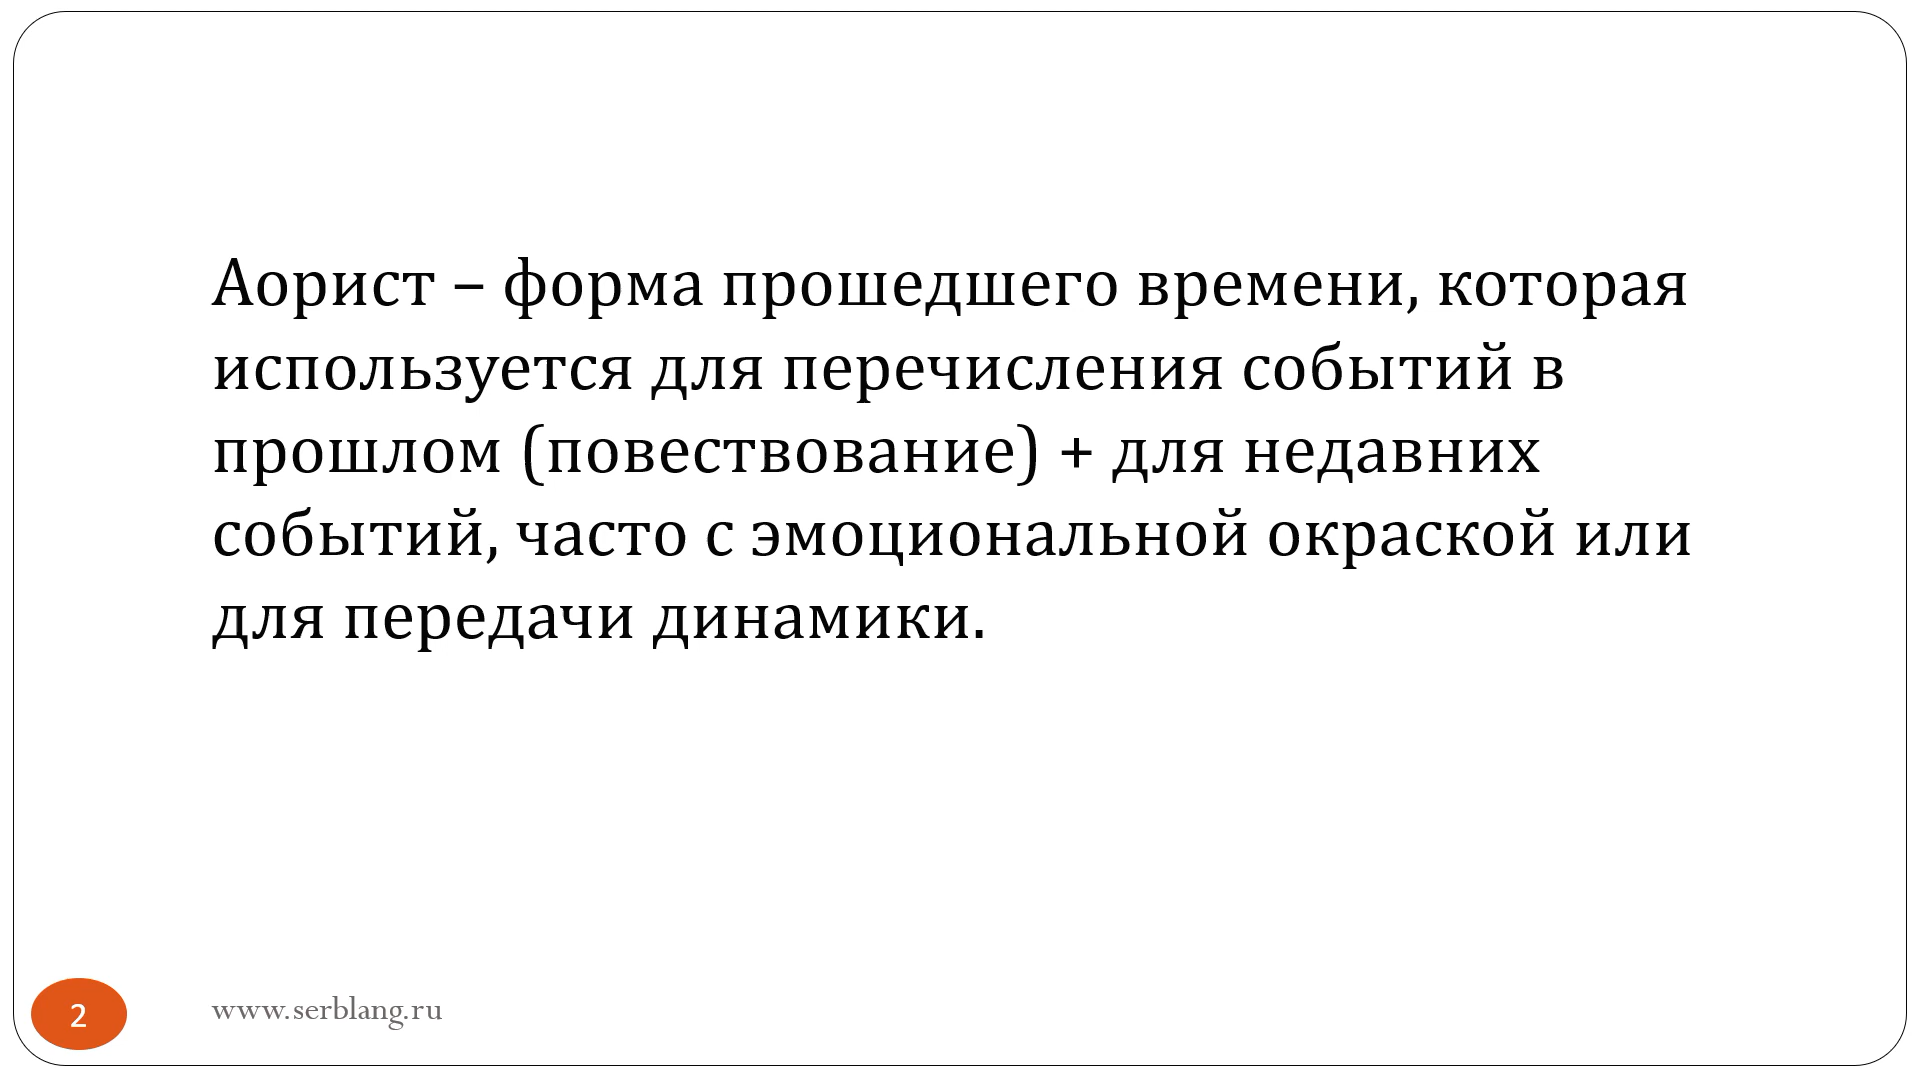 Аорист – форма прошедшего времени, которая
используется для перечисления событий в
прошлом (повествование) + для недавних
событий, часто с эмоциональной окраской или
для передачи динамики.
2
www.serblang.ru